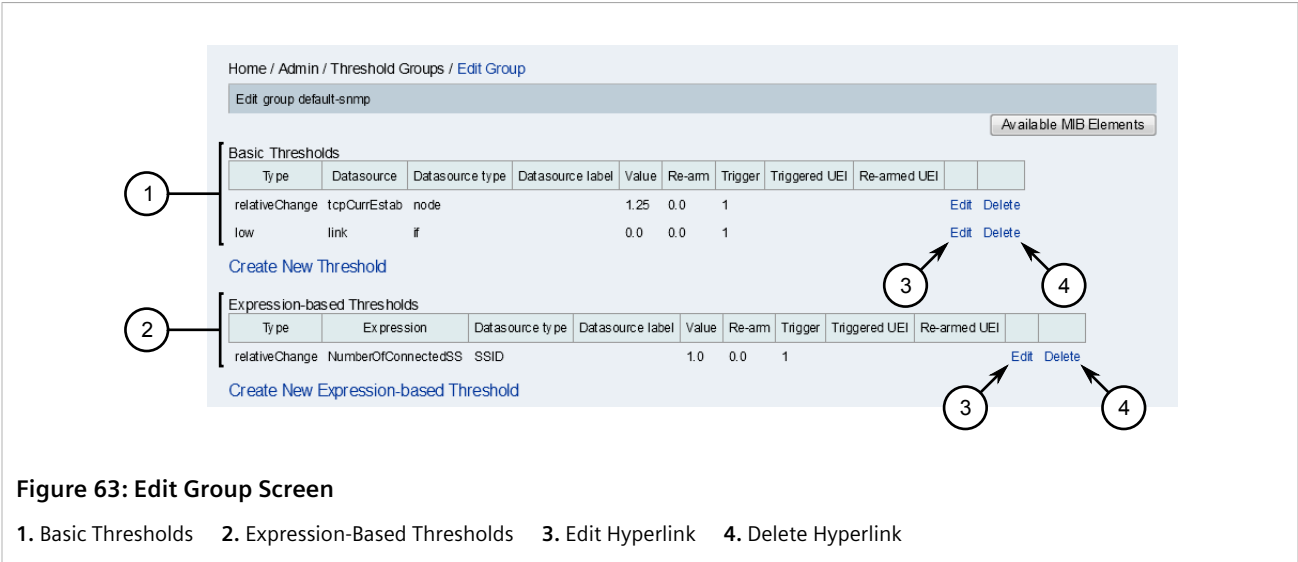 Home / Admin / Threshold Groups / Edit Group
Edit group default-snmp
Available MIB Elements
Basic Thresholds
Type Datasource Datasource type Datasource label Value Re-arm Trigger Triggered UEI Re-armed UEI
relativeChange tcpCurrEstab node 1.25 0.0 1 Edit Delete
low link if 0.0 0.0 1 Edit Delete
Create New Threshold
1
3
4
Expression-based Thresholds
Type Expression Datasource type Datasource label Value Re-arm Trigger Triggered UEI Re-armed UEI
relativeChange NumberOfConnectedSS SSID 1.0 0.0 1 Edit Delete
Create New Expression-based Threshold
2
3
4
Figure 63: Edit Group Screen
1. Basic Thresholds 2. Expression-Based Thresholds 3. Edit Hyperlink 4. Delete Hyperlink